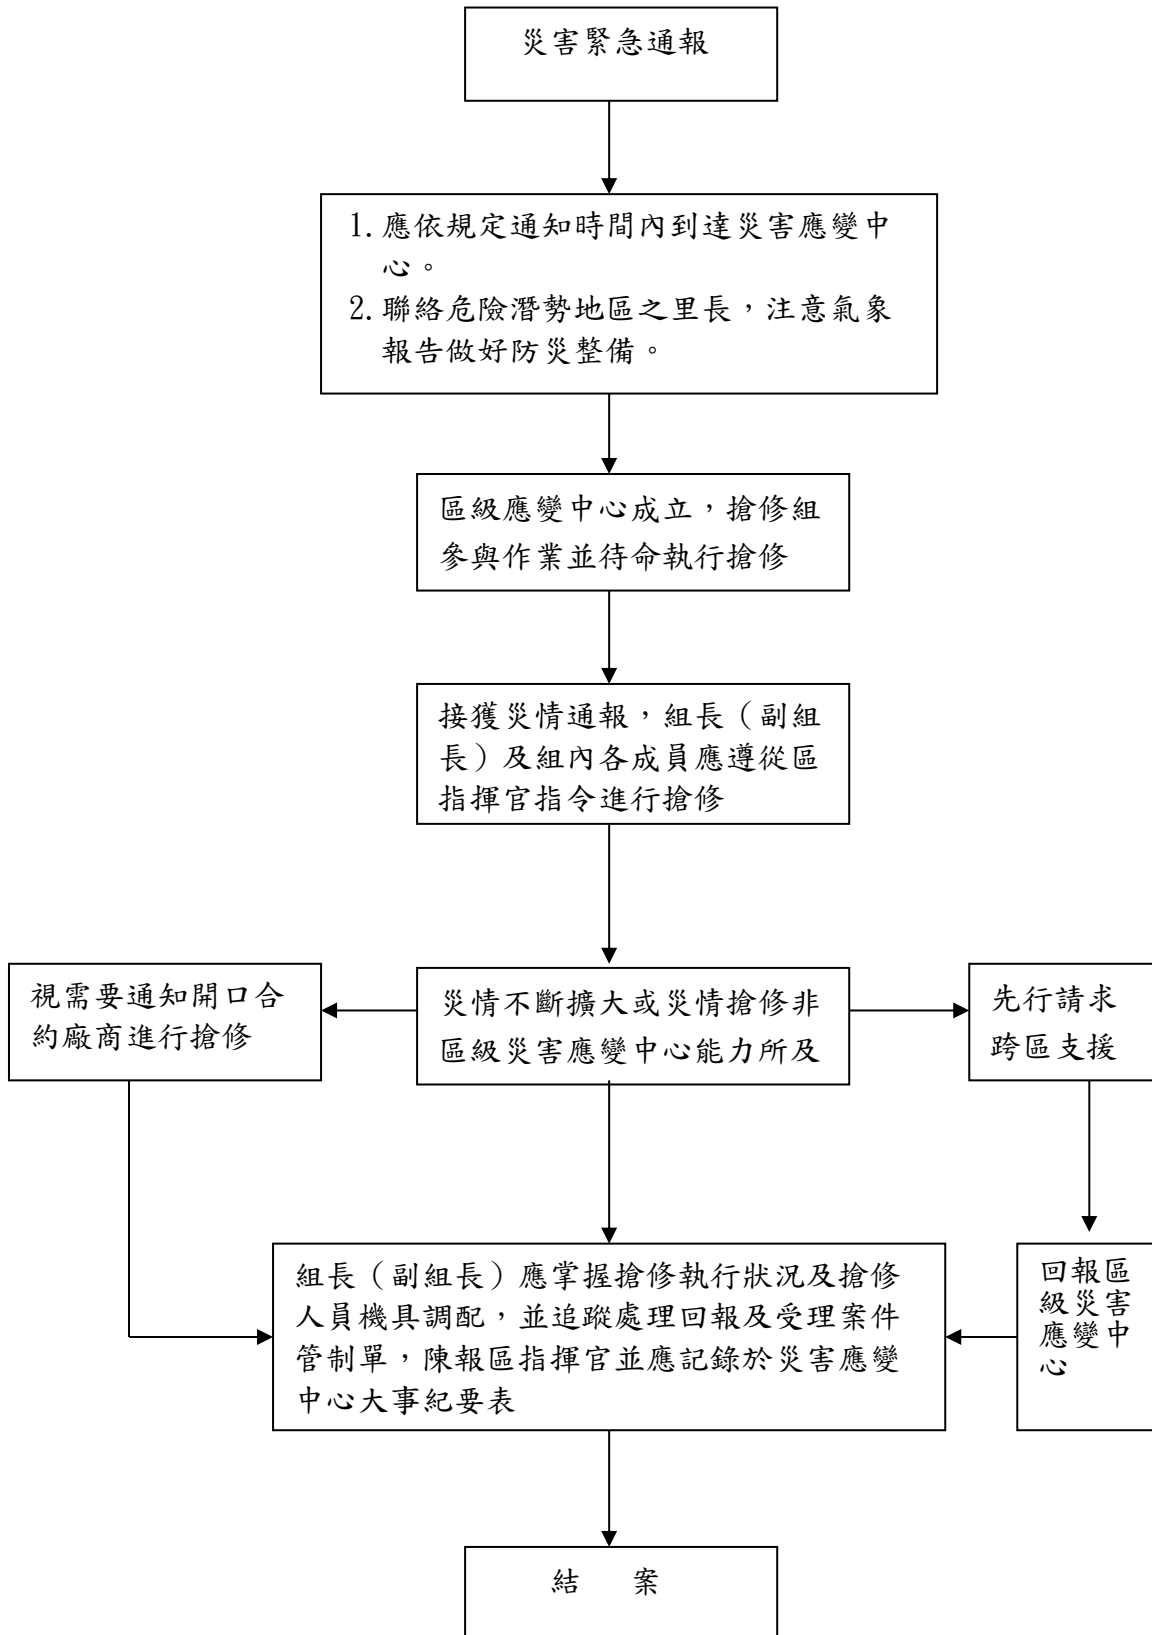 災害緊急通報
1. 應依規定通知時間內到達災害應變中
心。
2. 聯絡危險潛勢地區之里長，注意氣象
報告做好防災整備。
區級應變中心成立，搶修組
參與作業並待命執行搶修
接獲災情通報，組長（副組
長）及組內各成員應遵從區
指揮官指令進行搶修
視需要通知開口合
約廠商進行搶修
災情不斷擴大或災情搶修非
區級災害應變中心能力所及
先行請求
跨區支援
組長（副組長）應掌握搶修執行狀況及搶修
人員機具調配，並追蹤處理回報及受理案件
管制單，陳報區指揮官並應記錄於災害應變
中心大事紀要表
回報區
級災害
應變中
心
結　案